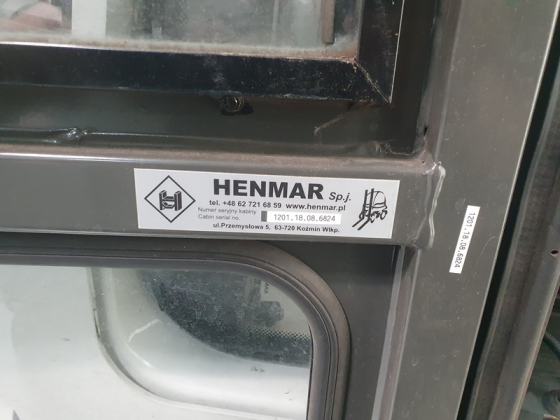 HENMAR Sp.j.
tel. +48 62 721 68 59 www.henmar.pl
Numer seryjny kabiny
Cabin serial no. 1201.18.08.6824
ul.Przemysłowa 5, 63-720 Koźmin Wlkp.
1201.18.08.6824